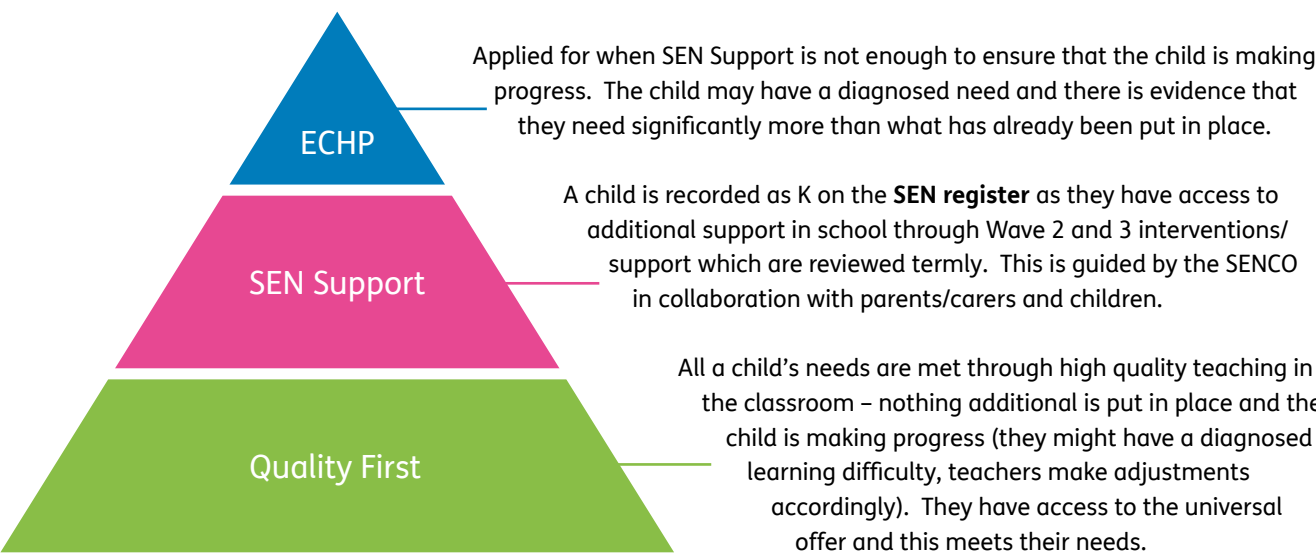 ECHP
Applied for when SEN Support is not enough to ensure that the child is making
progress. The child may have a diagnosed need and there is evidence that
they need significantly more than what has already been put in place.
SEN Support
A child is recorded as K on the SEN register as they have access to
additional support in school through Wave 2 and 3 interventions/
support which are reviewed termly. This is guided by the SENCO
in collaboration with parents/carers and children.
Quality First
All a child’s needs are met through high quality teaching in
the classroom – nothing additional is put in place and the
child is making progress (they might have a diagnosed
learning difficulty, teachers make adjustments
accordingly). They have access to the universal
offer and this meets their needs.